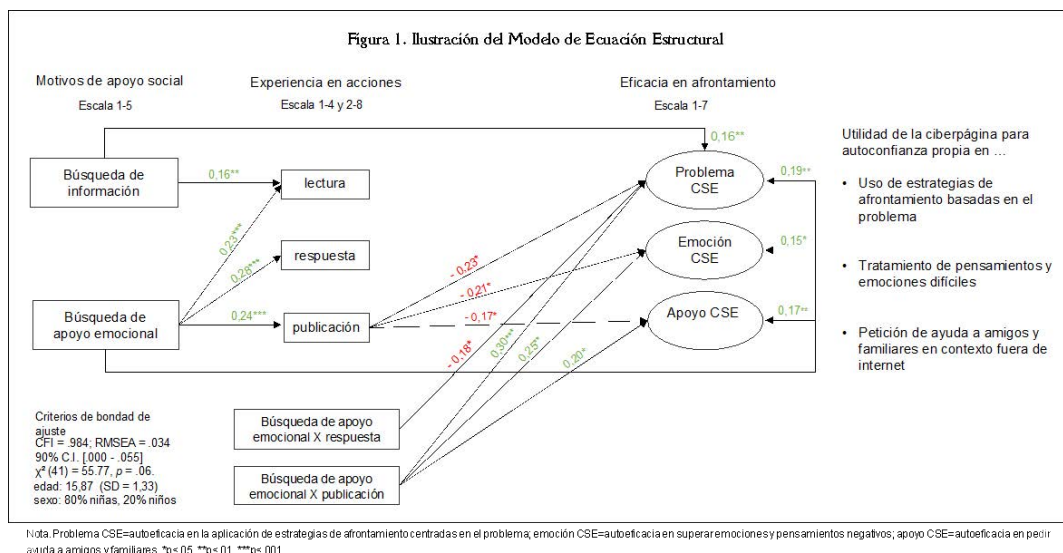 Figura 1. Ilustración del Modelo de Ecuación Estructural
Motivos de apoyo social
Escala 1-5
Experiencia en acciones
Escala 1-4 y 2-8
Eficacia en afrontamiento
Escala 1-7
Búsqueda de
información
Búsqueda de
apoyo emocional
0,16**
0,23***
0,28***
0,24***
lectura
respuesta
publicación
Búsqueda de apoyo
emocional X respuesta
Búsqueda de apoyo
emocional X publicación
- 0,23*
- 0,21*
- 0,17*
- 0,18*
0,30***
0,25**
0,20*
0,16**
Problema
CSE
Emoción
CSE
Apoyo CSE
0,19**
0,15*
0,17**
Utilidad de la ciberpágina para
autoconfianza propia en ...
• Uso de estrategias de
afrontamiento basadas en el
problema
• Tratamiento de pensamientos y
emociones difíciles
• Petición de ayuda a amigos y
familiares en contexto fuera de
internet
Criterios de bondad de
ajuste
CFI = .984; RMSEA = .034
90% C.I. [.000 - .055]
χ² (41) = 55.77, p = .06.
edad: 15,87 (SD = 1,33)
sexo: 80% niñas, 20% niños
Nota. Problema CSE=autoeficacia en la aplicación de estrategias de afrontamiento centradas en el problema; emoción CSE=autoeficacia en superar emociones y pensamientos negativos; apoyo CSE=autoeficacia en pedir
ayuda a amigos y familiares. *p≤.05. **p≤.01. ***p≤.001